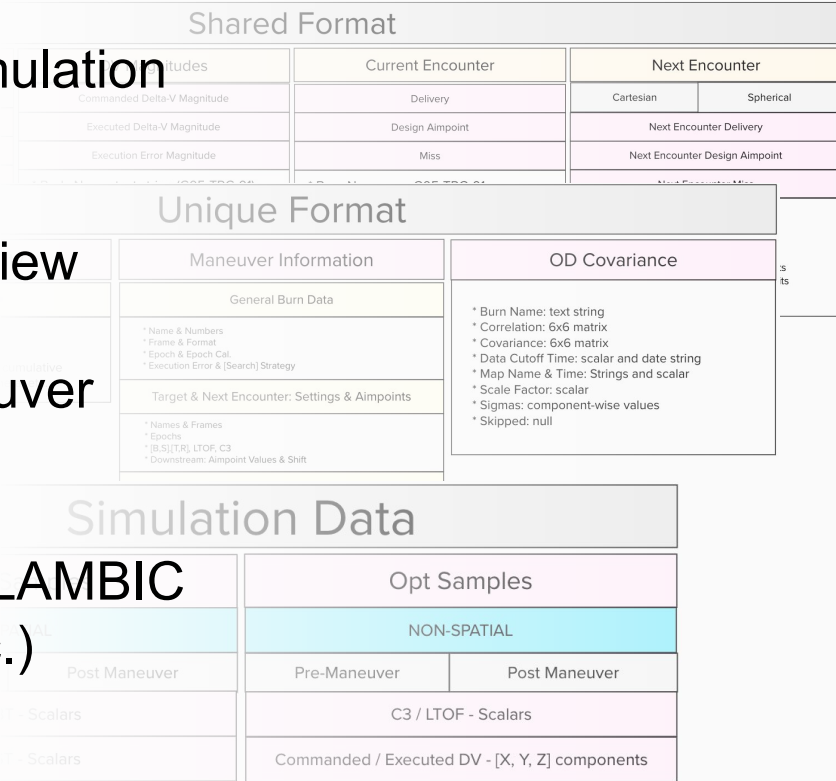 Shared Format
nulation
Current Encounter
Next Encounter
Commanded Delta-V Magnitude
Delivery
Cartesian
Spherical
Executed Delta-V Magnitude
Design Aimpoint
Next Encounter Delivery
Execution Error Magnitude
Miss
Next Encounter Design Aimpoint
Unique Format
iew
Maneuver Information
OD Covariance
General Burn Data
* Name & Numbers
* Frame & Format
* Epoch & Epoch Cal.
* Execution Error & [Search] Strategy
* Burn Name: text string
* Correlation: 6x6 matrix
* Covariance: 6x6 matrix
* Data Cutoff Time: scalar and date string
* Map Name & Time: Strings and scalar
* Scale Factor: scalar
* Sigmas: component-wise values
* Skipped: null
uver
Target & Next Encounter: Settings & Aimpoints
* Names & Frames
* Epochs
* [B,S],[T,R], LTOF, C3
* Downstream: Aimpoint Values & Shift
Simulation Data
LAMBIC
.)
Opt Samples
NON-SPATIAL
Post Maneuver
Pre-Maneuver
Post Maneuver
- Scalars
C3 / LTOF - Scalars
- Scalars
Commanded / Executed DV - [X, Y, Z] components